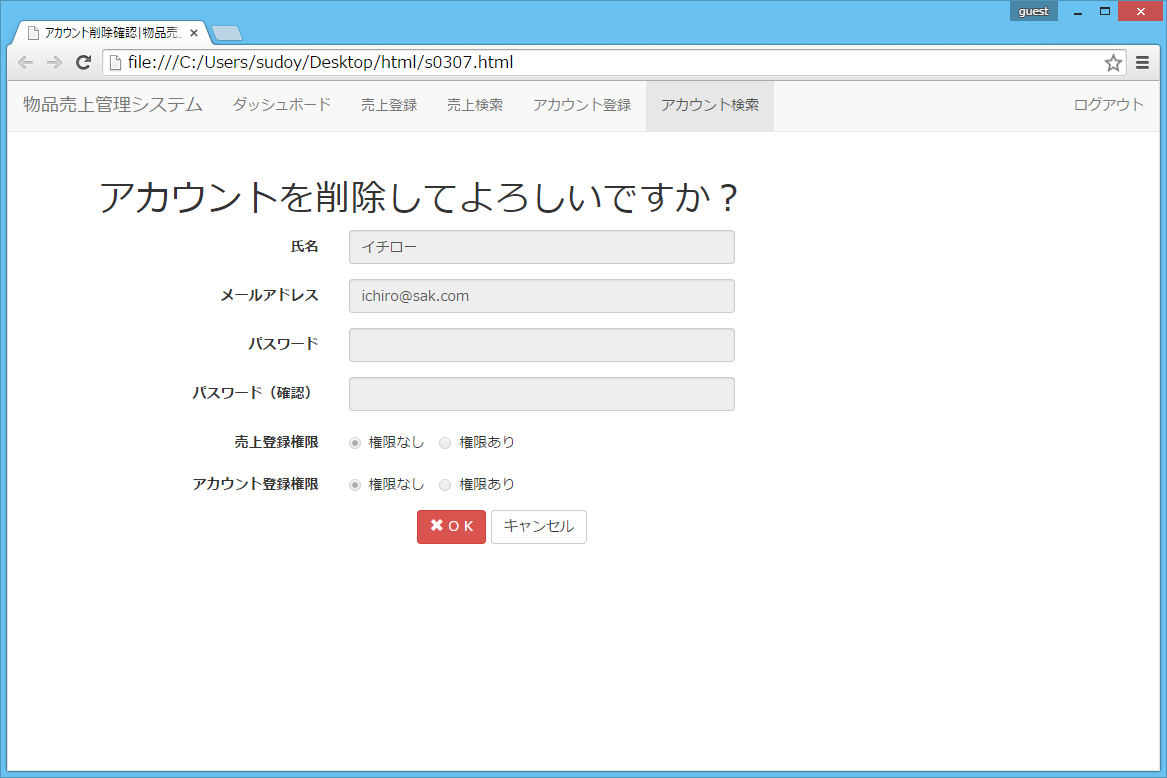 guest
アカウント削除確認|物品売
file:///C:/Users/sudoy/Desktop/html/s0307.html
物品売上管理システム ダッシュボード 売上登録 売上検索 アカウント登録 アカウント検索 ログアウト
アカウントを削除してよろしいですか？
氏名 イチロー
メールアドレス ichiro@sak.com
パスワード
パスワード（確認）
売上登録権限 権限なし 権限あり
アカウント登録権限 権限なし 権限あり
✖ O K キャンセル